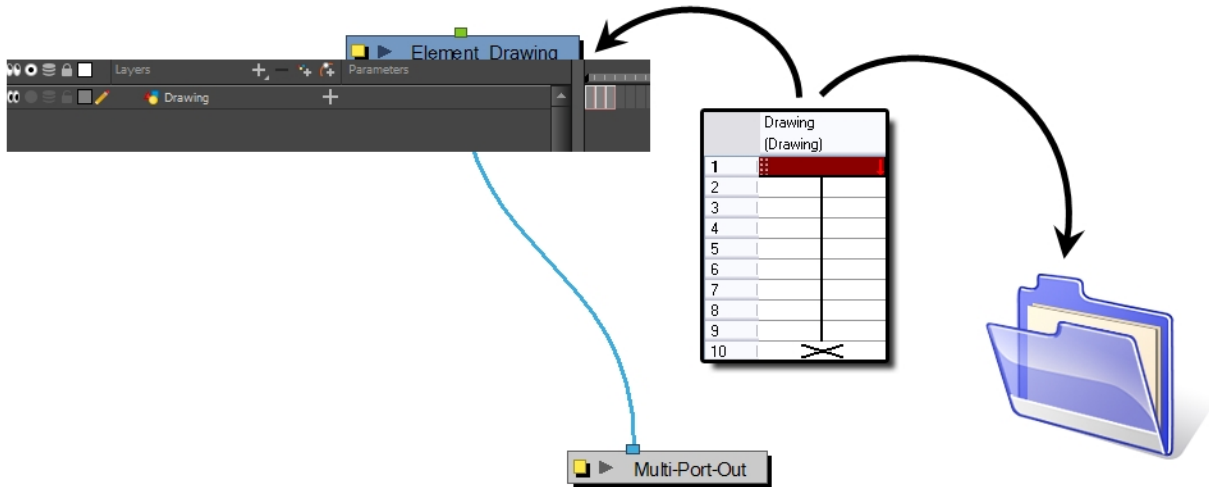 Element_Drawing
Layers
Parameters
Drawing
Drawing
(Drawing)
1
2
3
4
5
6
7
8
9
10
Multi-Port-Out